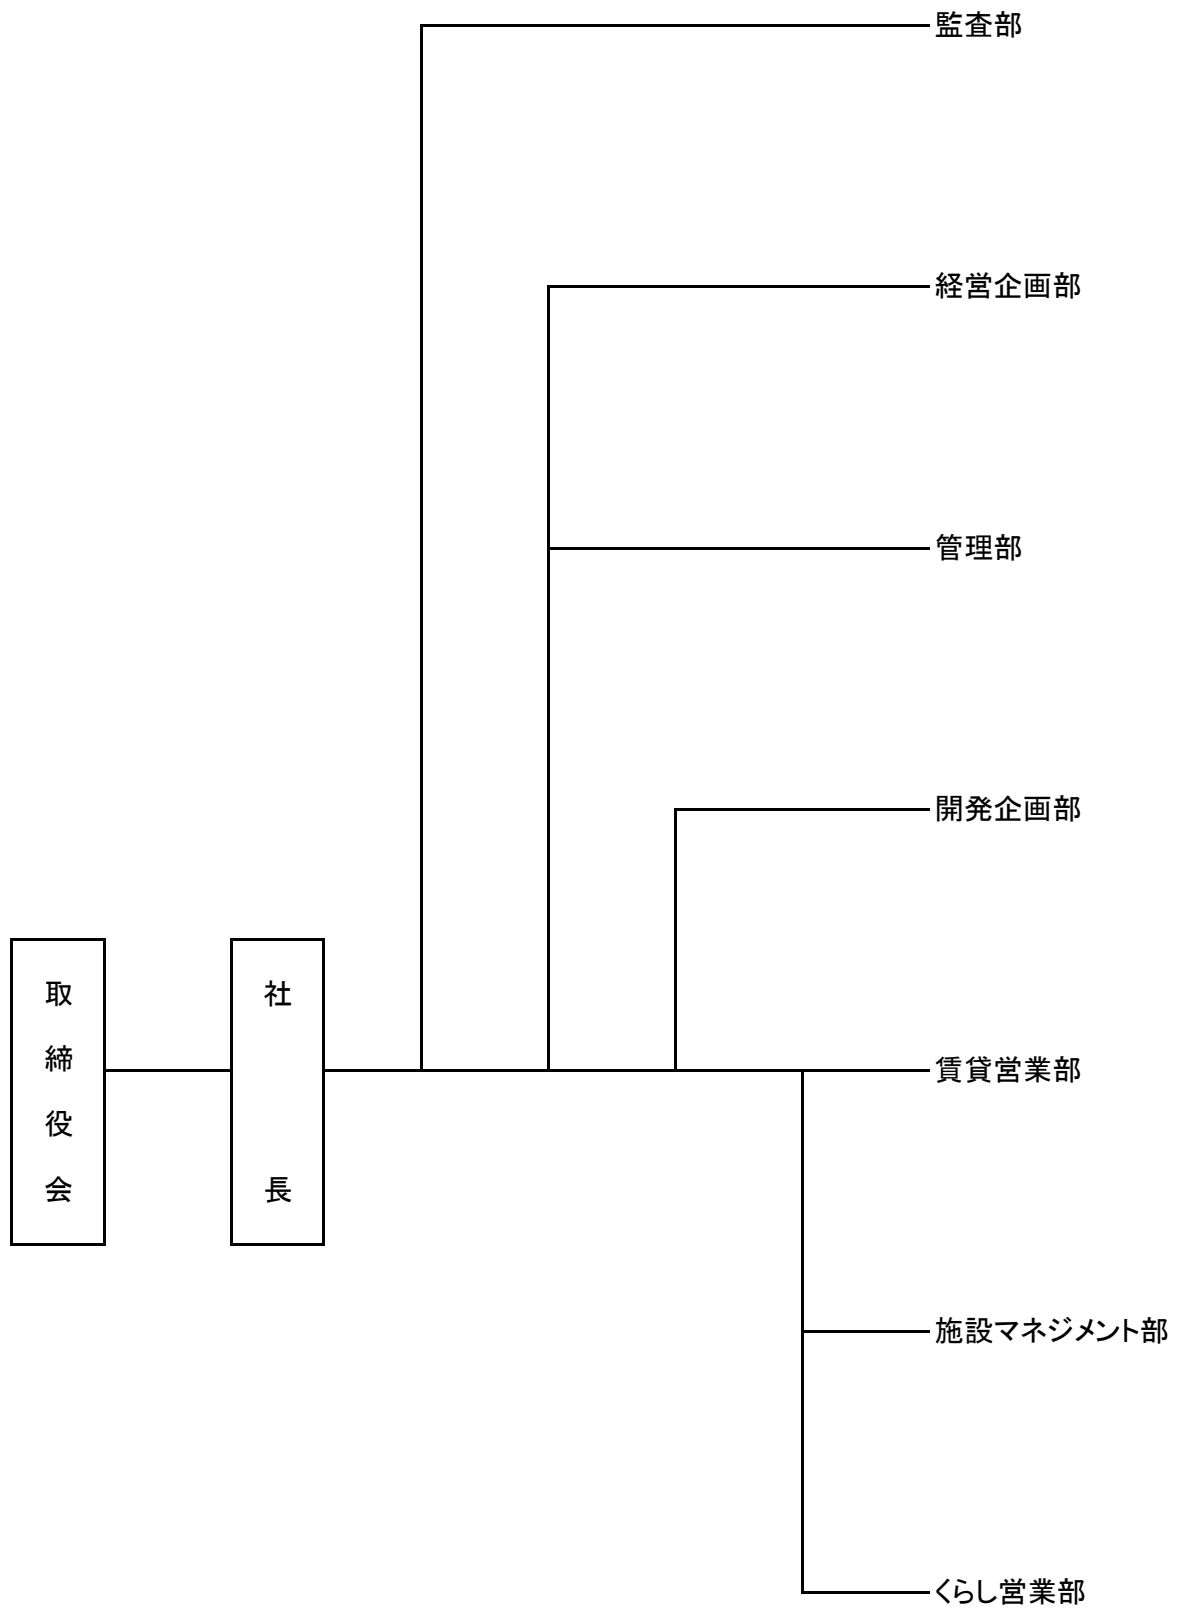 監査部
経営企画部
管理部
開発企画部
取締役会
社長
賃貸営業部
施設マネジメント部
くらし営業部